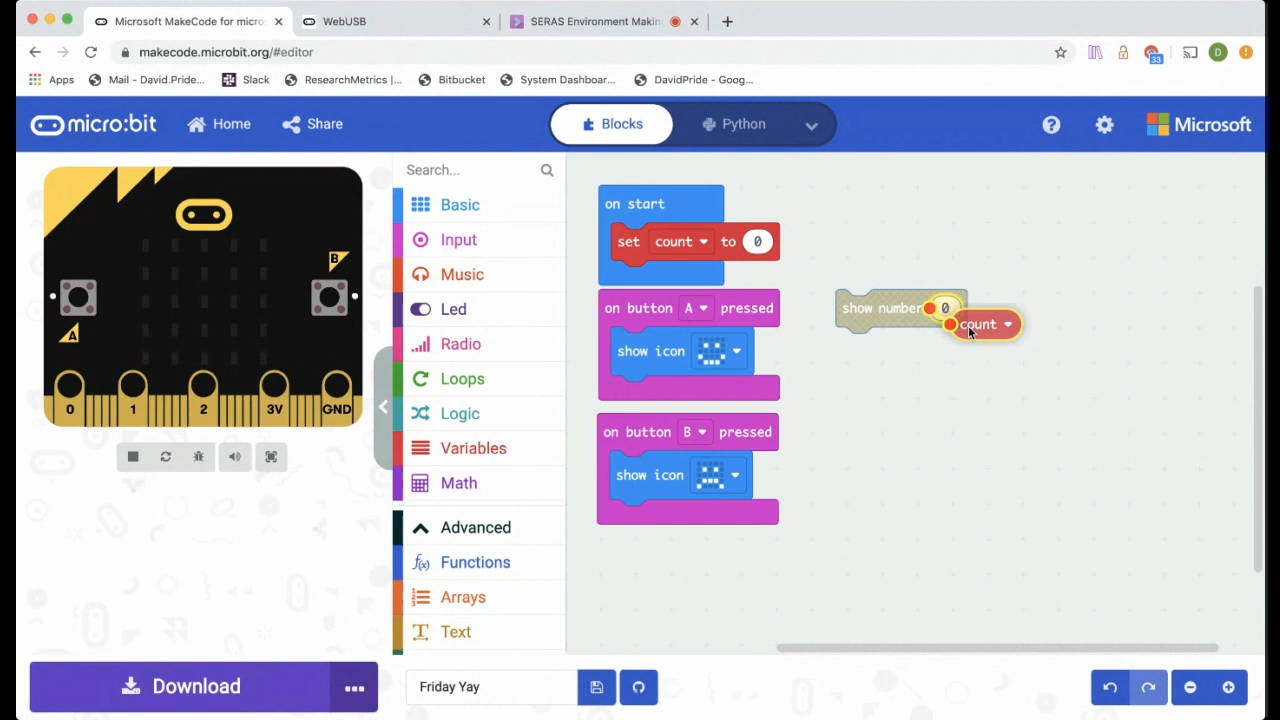 Microsoft MakeCode for micro:
WebUSB
SERAS Environment Making
makecode.microbit.org/#editor
D
Apps
Mail - David.Pride...
Slack
ResearchMetrics |...
Bitbucket
System Dashboar...
DavidPride - Goog...
33
micro:bit
Home
Share
Blocks
Python
Microsoft
Search...
Basic
Input
Music
Led
Radio
Loops
Logic
Variables
Math
Advanced
Functions
Arrays
Text
A
B
0
1
2
3V
GND
on start
set count to 0
on button A pressed
show icon
on button B pressed
show icon
show number 0
count
Download
Friday Yay